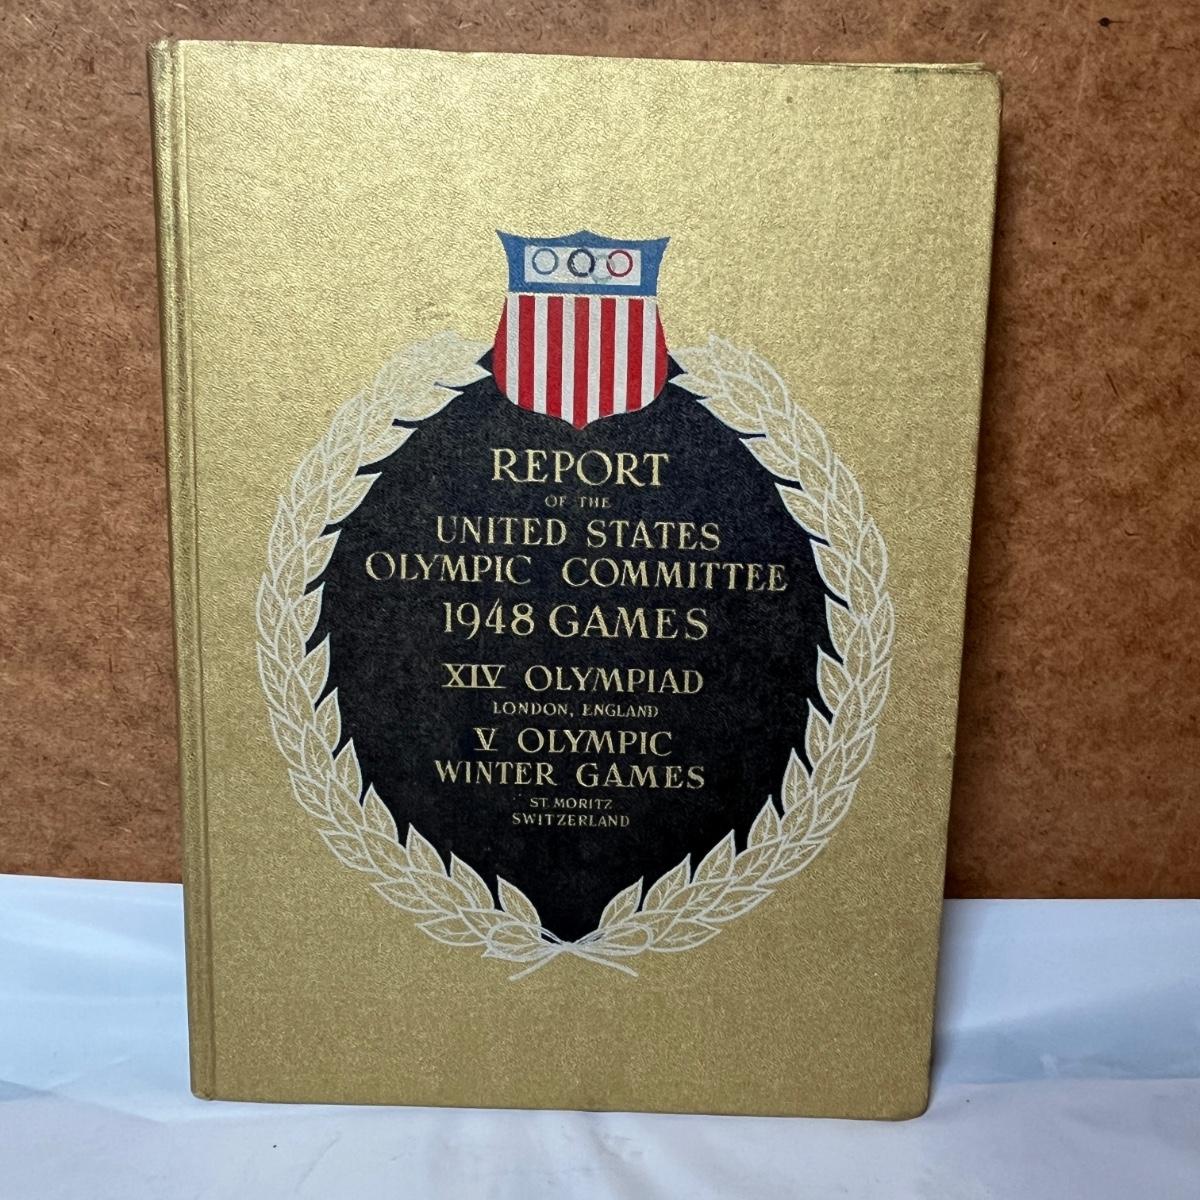 REPORT
OF THE
UNITED STATES
OLYMPIC COMMITTEE
1948 GAMES
XIV OLYMPIAD
LONDON, ENGLAND
V OLYMPIC
WINTER GAMES
ST. MORITZ
SWITZERLAND